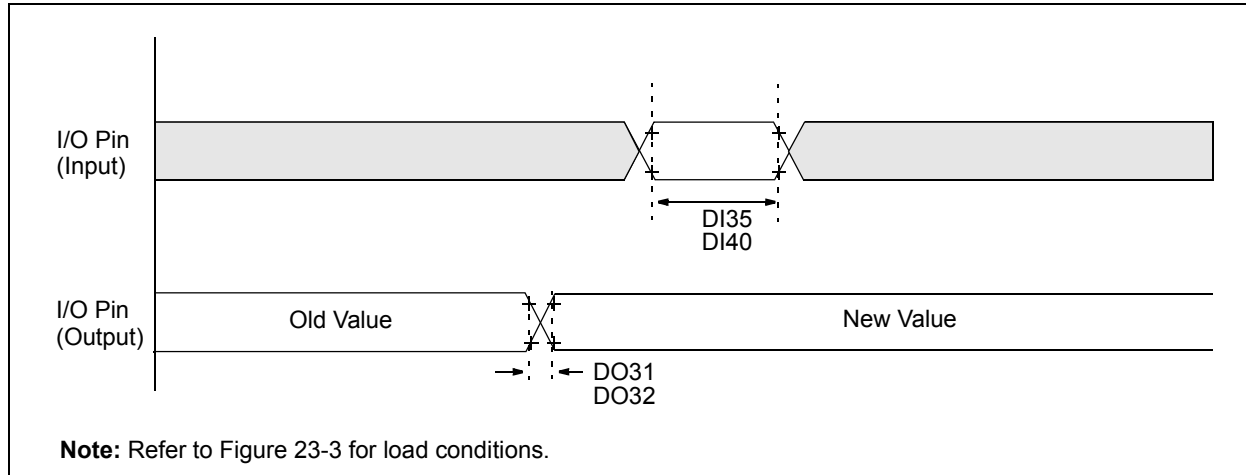 I/O Pin
(Input)
DI35
DI40
I/O Pin
(Output)
Old Value
New Value
DO31
DO32
Note: Refer to Figure 23-3 for load conditions.